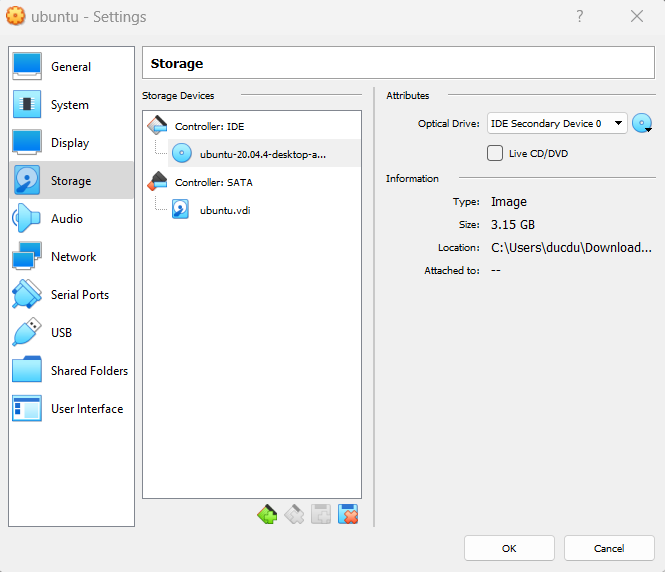 ubuntu - Settings
?
General
System
Display
Storage
Audio
Network
Serial Ports
USB
Shared Folders
User Interface
Storage
Storage Devices
Controller: IDE
ubuntu-20.04.4-desktop-a...
Controller: SATA
ubuntu.vdi
Attributes
Optical Drive: IDE Secondary Device 0
Live CD/DVD
Information
Type: Image
Size: 3.15 GB
Location: C:\Users\ducdu\Download...
Attached to: --
OK
Cancel